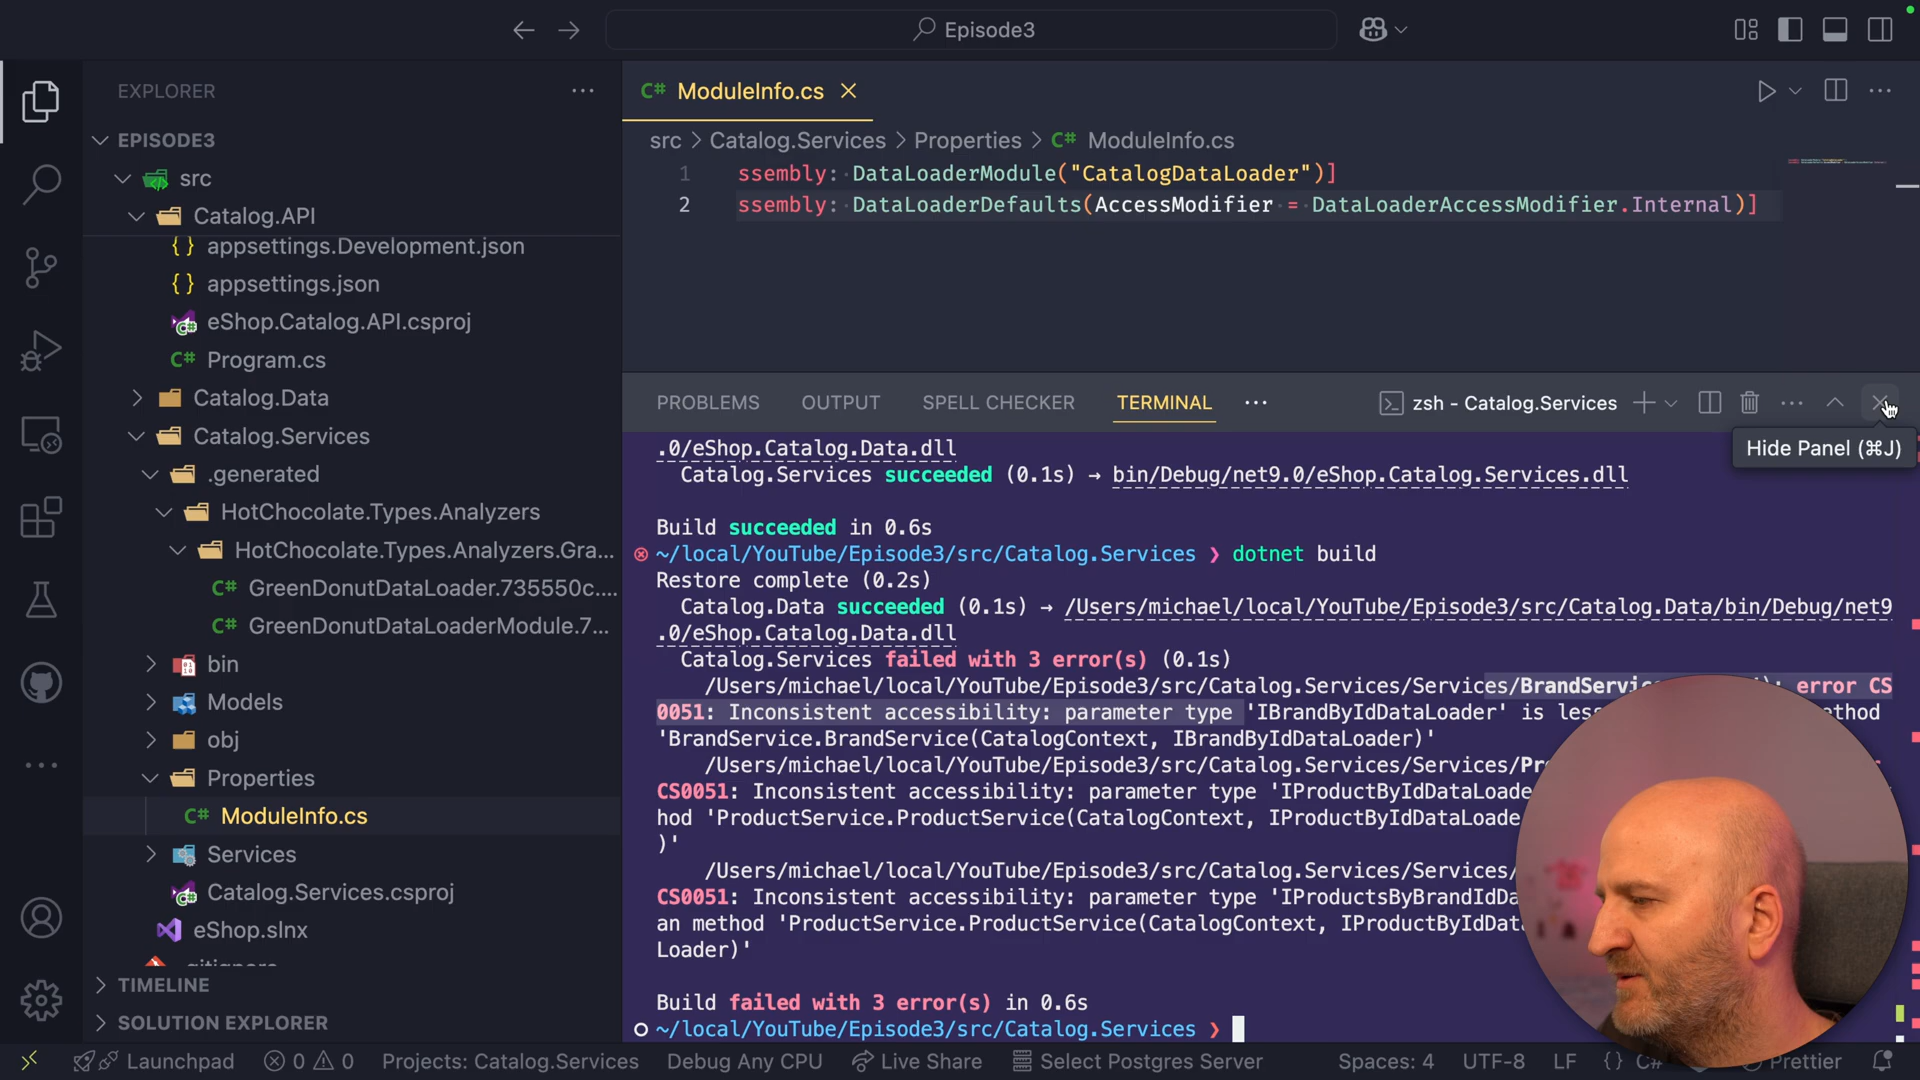 Episode3
EXPLORER
EPISODE3
src
Catalog.API
appsettings.Development.json
appsettings.json
eShop.Catalog.API.csproj
Program.cs
Catalog.Data
Catalog.Services
.generated
HotChocolate.Types.Analyzers
HotChocolate.Types.Analyzers.Gra...
C# GreenDonutDataLoader.735550c....
C# GreenDonutDataLoaderModule.7...
bin
Models
obj
Properties
C# ModuleInfo.cs
Services
Catalog.Services.csproj
eShop.slnx
.gitignore
TIMELINE
SOLUTION EXPLORER
C# ModuleInfo.cs
src > Catalog.Services > Properties > C# ModuleInfo.cs
1 ssembly: DataLoaderModule("CatalogDataLoader")]
2 ssembly: DataLoaderDefaults(AccessModifier = DataLoaderAccessModifier.Internal)]
PROBLEMS OUTPUT SPELL CHECKER TERMINAL ... zsh - Catalog.Services
Hide Panel (⌘J)
.0/eShop.Catalog.Data.dll
Catalog.Services succeeded (0.1s) → bin/Debug/net9.0/eShop.Catalog.Services.dll
Build succeeded in 0.6s
~/local/YouTube/Episode3/src/Catalog.Services ❯ dotnet build
Restore complete (0.2s)
Catalog.Data succeeded (0.1s) → /Users/michael/local/YouTube/Episode3/src/Catalog.Data/bin/Debug/net9
.0/eShop.Catalog.Data.dll
Catalog.Services failed with 3 error(s) (0.1s)
/Users/michael/local/YouTube/Episode3/src/Catalog.Services/Services/BrandServic : error CS
0051: Inconsistent accessibility: parameter type 'IBrandByIdDataLoader' is les ethod
'BrandService.BrandService(CatalogContext, IBrandByIdDataLoader)'
/Users/michael/local/YouTube/Episode3/src/Catalog.Services/Services/Pr
CS0051: Inconsistent accessibility: parameter type 'IProductByIdDataLoade
hod 'ProductService.ProductService(CatalogContext, IProductByIdDataLoade
)'
/Users/michael/local/YouTube/Episode3/src/Catalog.Services/Services/
CS0051: Inconsistent accessibility: parameter type 'IProductsByBrandIdDa
an method 'ProductService.ProductService(CatalogContext, IProductByIdDat
Loader)'
Build failed with 3 error(s) in 0.6s
~/local/YouTube/Episode3/src/Catalog.Services ❯
Launchpad 0 0 Projects: Catalog.Services Debug Any CPU Live Share Select Postgres Server Spaces: 4 UTF-8 LF {} C# Prettier